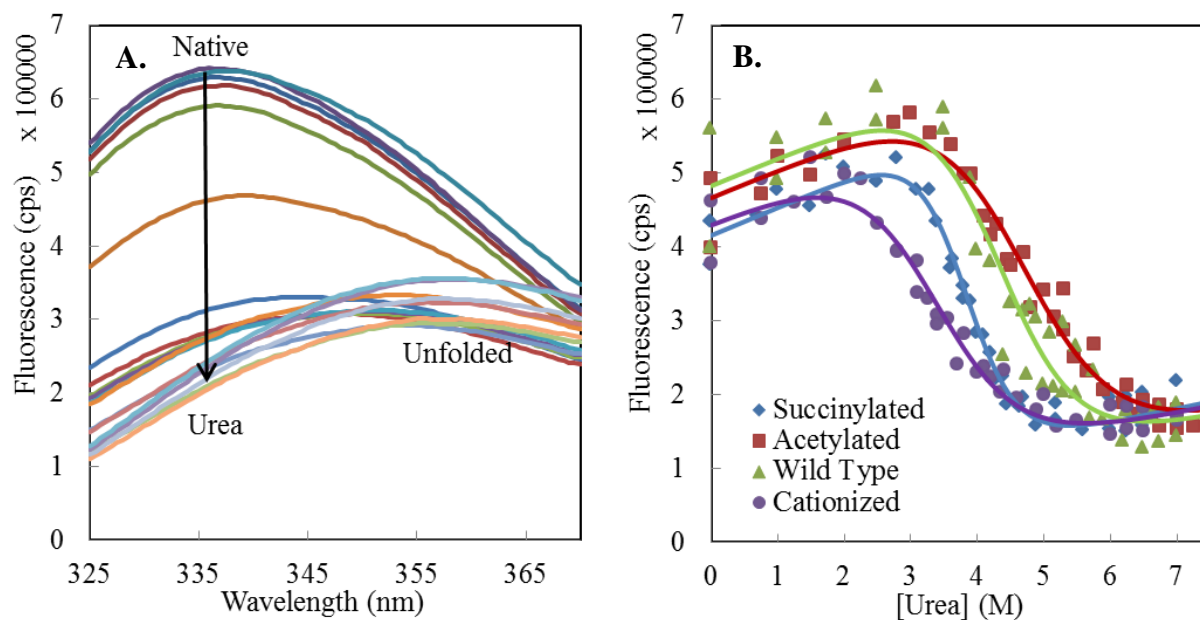 A.
Native
Unfolded
Urea
x 100000
Fluorescence (cps)
7
6
5
4
3
2
1
0
325 335 345 355 365
Wavelength (nm)
B.
x 100000
Fluorescence (cps)
7
6
5
4
3
2
1
0
Succinylated
Acetylated
Wild Type
Cationized
0 1 2 3 4 5 6 7
[Urea] (M)